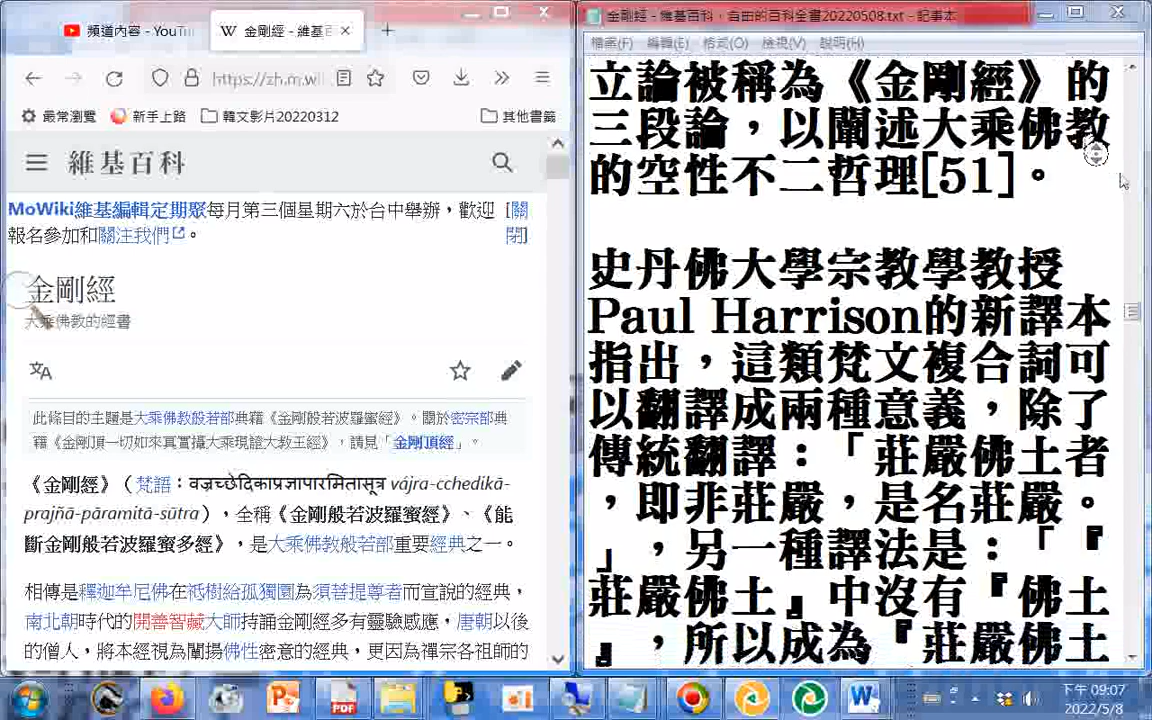 頻道內容 - YouTu
金剛經 - 維基百
https://zh.m.wi
最常瀏覽
新手上路
韓文影片20220312
其他書籤
維基百科
MoWiki維基編輯定期聚每月第三個星期六於台中舉辦，歡迎報名參加和關注我們。
[關閉]
金剛經
大乘佛教的經書
此條目的主題是大乘佛教般若部典籍《金剛般若波羅蜜經》。關於密宗部典
籍《金剛頂一切如來真實攝大乘現證大教王經》，請見「金剛頂經」。
《金剛經》（梵語：वज्रच्छेदिकाप्रज्ञापारमितासूत्र vájra-cchedikā-
prajñā-pāramitā-sūtra），全稱《金剛般若波羅蜜經》、《能
斷金剛般若波羅蜜多經》，是大乘佛教般若部重要經典之一。
相傳是釋迦牟尼佛在祇樹給孤獨園為須菩提尊者而宣說的經典，
南北朝時代的開善智藏大師持誦金剛經多有靈驗感應，唐朝以後
的僧人，將本經視為闡揚佛性密意的經典，更因為禪宗各祖師的
金剛經 - 維基百科，自由的百科全書20220508.txt - 記事本
檔案(F) 編輯(E) 格式(O) 檢視(V) 說明(H)
立論被稱為《金剛經》的
三段論，以闡述大乘佛教
的空性不二哲理[51]。
史丹佛大學宗教學教授
Paul Harrison的新譯本
指出，這類梵文複合詞可
以翻譯成兩種意義，除了
傳統翻譯：「莊嚴佛土者
，即非莊嚴，是名莊嚴。
」，另一種譯法是：「『
莊嚴佛土』中沒有『佛土
』，所以成為『莊嚴佛土
PDF
下午 09:07
2022/5/8